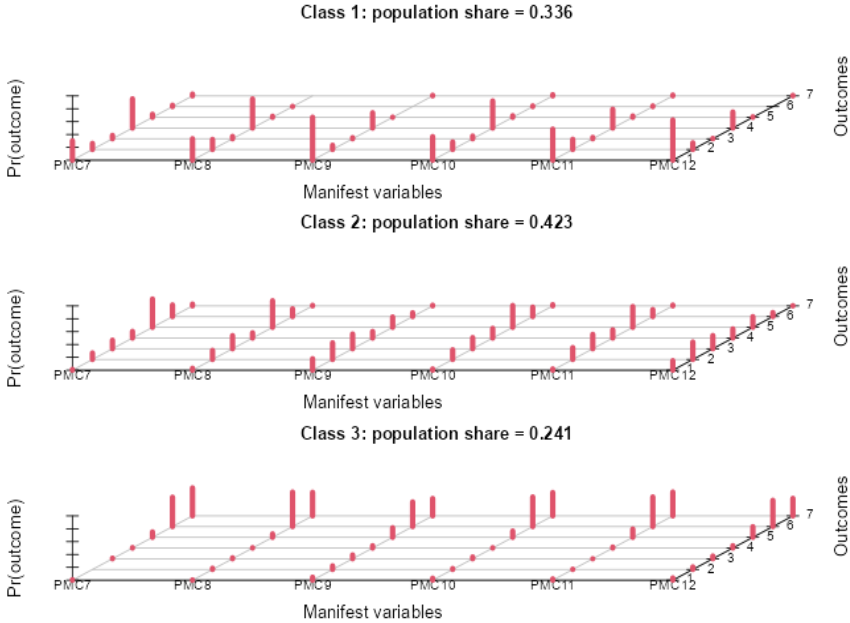 Class 1: population share = 0.336
Pr(outcome)
Outcomes
1 2 3 4 5 6 7
PMC7 PMC8 PMC9 PMC10 PMC11 PMC12
Manifest variables
Class 2: population share = 0.423
Pr(outcome)
Outcomes
1 2 3 4 5 6 7
PMC7 PMC8 PMC9 PMC10 PMC11 PMC12
Manifest variables
Class 3: population share = 0.241
Pr(outcome)
Outcomes
1 2 3 4 5 6 7
PMC7 PMC8 PMC9 PMC10 PMC11 PMC12
Manifest variables